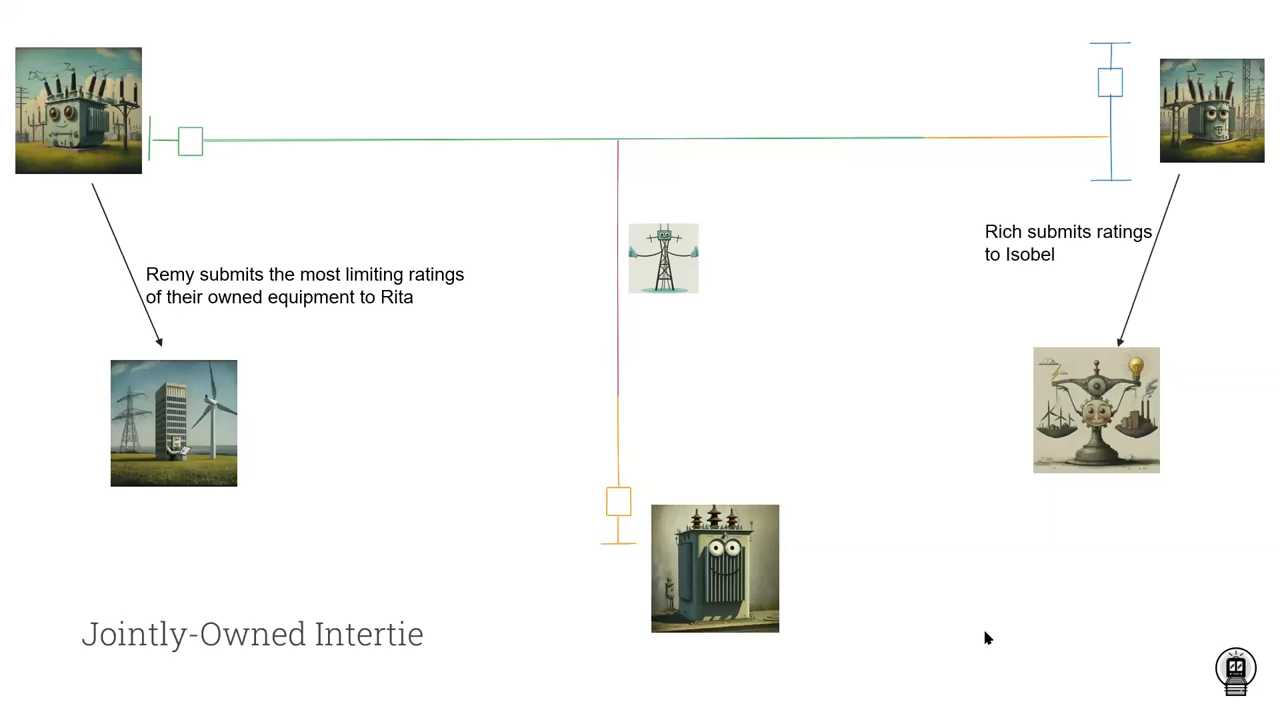 Rich submits ratings
to Isobel
Remy submits the most limiting ratings
of their owned equipment to Rita
Jointly-Owned Intertie